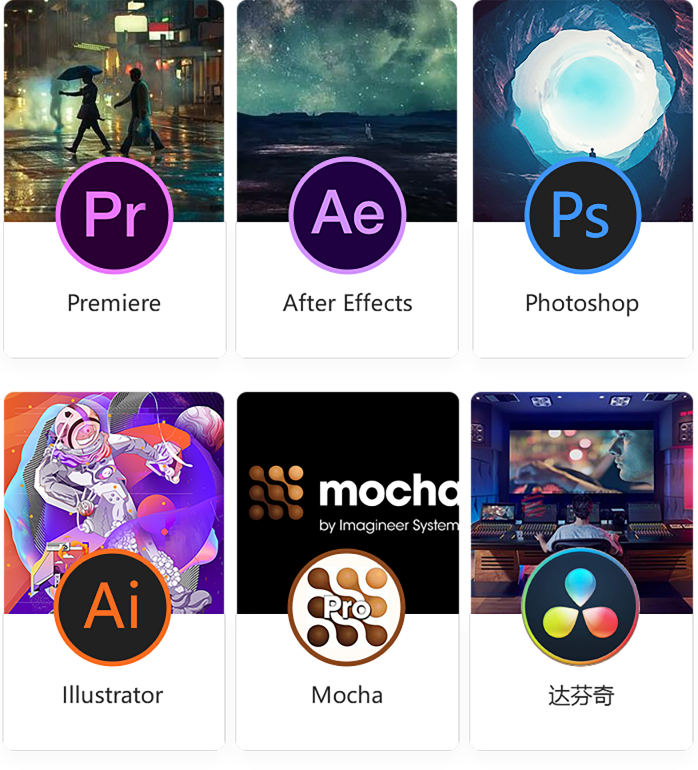 Pr
Ae
Ps
Premiere
After Effects
Photoshop
mocha
by Imagineer System
Ai
Pro
Illustrator
Mocha
达芬奇